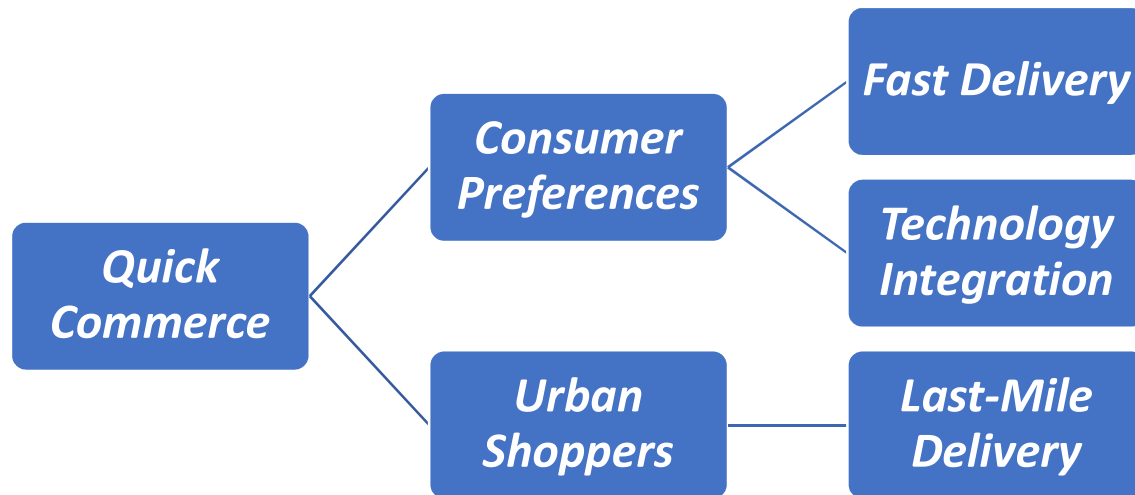 Quick
Commerce
Consumer
Preferences
Fast Delivery
Technology
Integration
Urban
Shoppers
Last-Mile
Delivery